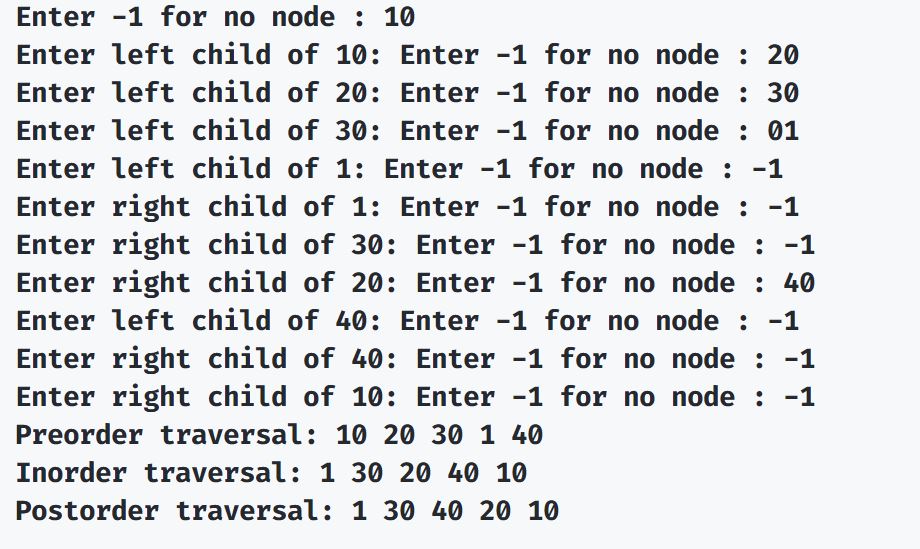 Enter -1 for no node : 10
Enter left child of 10: Enter -1 for no node : 20
Enter left child of 20: Enter -1 for no node : 30
Enter left child of 30: Enter -1 for no node : 01
Enter left child of 1: Enter -1 for no node : -1
Enter right child of 1: Enter -1 for no node : -1
Enter right child of 30: Enter -1 for no node : -1
Enter right child of 20: Enter -1 for no node : 40
Enter left child of 40: Enter -1 for no node : -1
Enter right child of 40: Enter -1 for no node : -1
Enter right child of 10: Enter -1 for no node : -1
Preorder traversal: 10 20 30 1 40
Inorder traversal: 1 30 20 40 10
Postorder traversal: 1 30 40 20 10